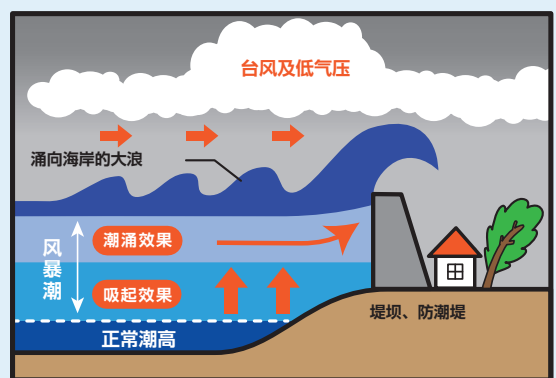 台风及低气压
涌向海岸的大浪
风暴潮
潮涌效果
吸起效果
正常潮高
堤坝、防潮堤